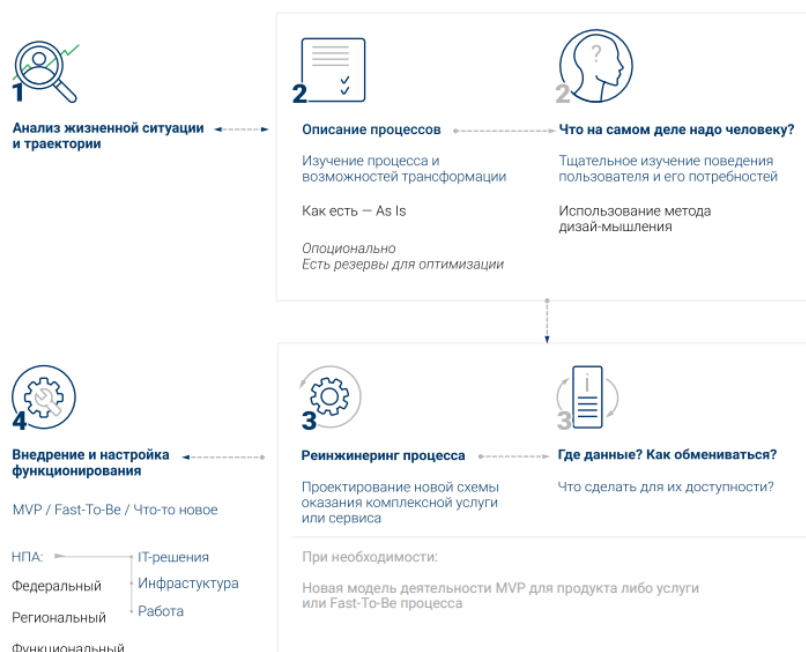 1
Анализ жизненной ситуации
и траектории
2
Описание процессов
Изучение процесса и
возможностей трансформации
Как есть — As Is
Опоционально
Есть резервы для оптимизации
?
2
Что на самом деле надо человеку?
Тщательное изучение поведения
пользователя и его потребностей
Использование метода
дизай-мышления
4
Внедрение и настройка
функционирования
MVP / Fast-To-Be / Что-то новое
НПА:
Федеральный
Региональный
Функциональный
IT-решения
Инфрастуктура
Работа
3
Реинжинеринг процесса
Проектирование новой схемы
оказания комплексной услуги
или сервиса
i
3
Где данные? Как обмениваться?
Что сделать для их доступности?
При необходимости:
Новая модель деятельности MVP для продукта либо услуги
или Fast-To-Be процесса